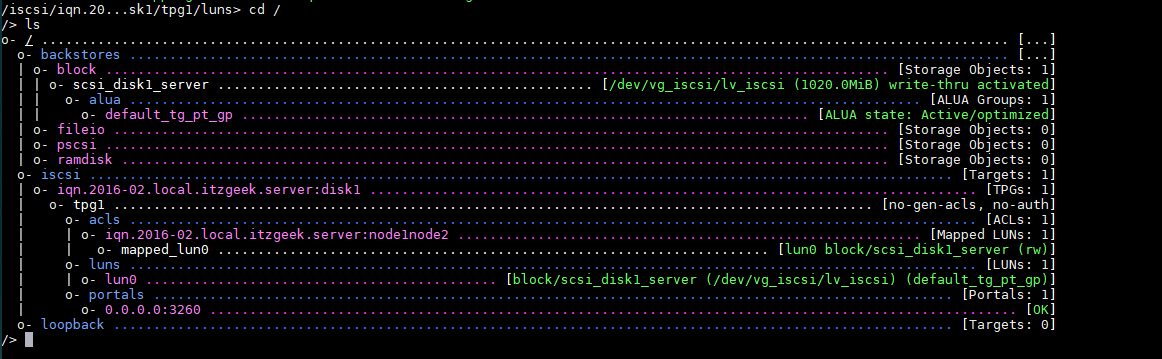 /iscsi/iqn.20...sk1/tpg1/luns> cd /
/> ls
o- / ......................................................................................................................... [...]
  o- backstores .............................................................................................................. [...]
  | o- block .................................................................................................. [Storage Objects: 1]
  | | o- scsi_disk1_server ............................................... [/dev/vg_iscsi/lv_iscsi (1020.0MiB) write-thru activated]
  | |   o- alua ................................................................................................... [ALUA Groups: 1]
  | |     o- default_tg_pt_gp ....................................................................... [ALUA state: Active/optimized]
  | o- fileio ................................................................................................. [Storage Objects: 0]
  | o- pscsi .................................................................................................. [Storage Objects: 0]
  | o- ramdisk ................................................................................................ [Storage Objects: 0]
  o- iscsi ............................................................................................................ [Targets: 1]
  | o- iqn.2016-02.local.itzgeek.server:disk1 ............................................................................ [TPGs: 1]
  |   o- tpg1 ............................................................................................... [no-gen-acls, no-auth]
  |     o- acls .......................................................................................................... [ACLs: 1]
  |     | o- iqn.2016-02.local.itzgeek.server:node1node2 .......................................................... [Mapped LUNs: 1]
  |     |   o- mapped_lun0 ..................................................................... [lun0 block/scsi_disk1_server (rw)]
  |     o- luns .......................................................................................................... [LUNs: 1]
  |     | o- lun0 ............................................ [block/scsi_disk1_server (/dev/vg_iscsi/lv_iscsi) (default_tg_pt_gp)]
  |     o- portals .................................................................................................... [Portals: 1]
  |       o- 0.0.0.0:3260 ..................................................................................................... [OK]
  o- loopback ......................................................................................................... [Targets: 0]
/>